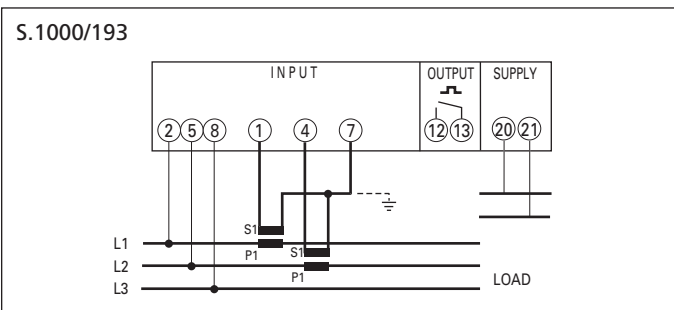 S.1000/193
INPUT OUTPUT SUPPLY
2 5 8 1 4 7 12 13 20 21
S1
L1
P1 S1
L2
P1 LOAD
L3